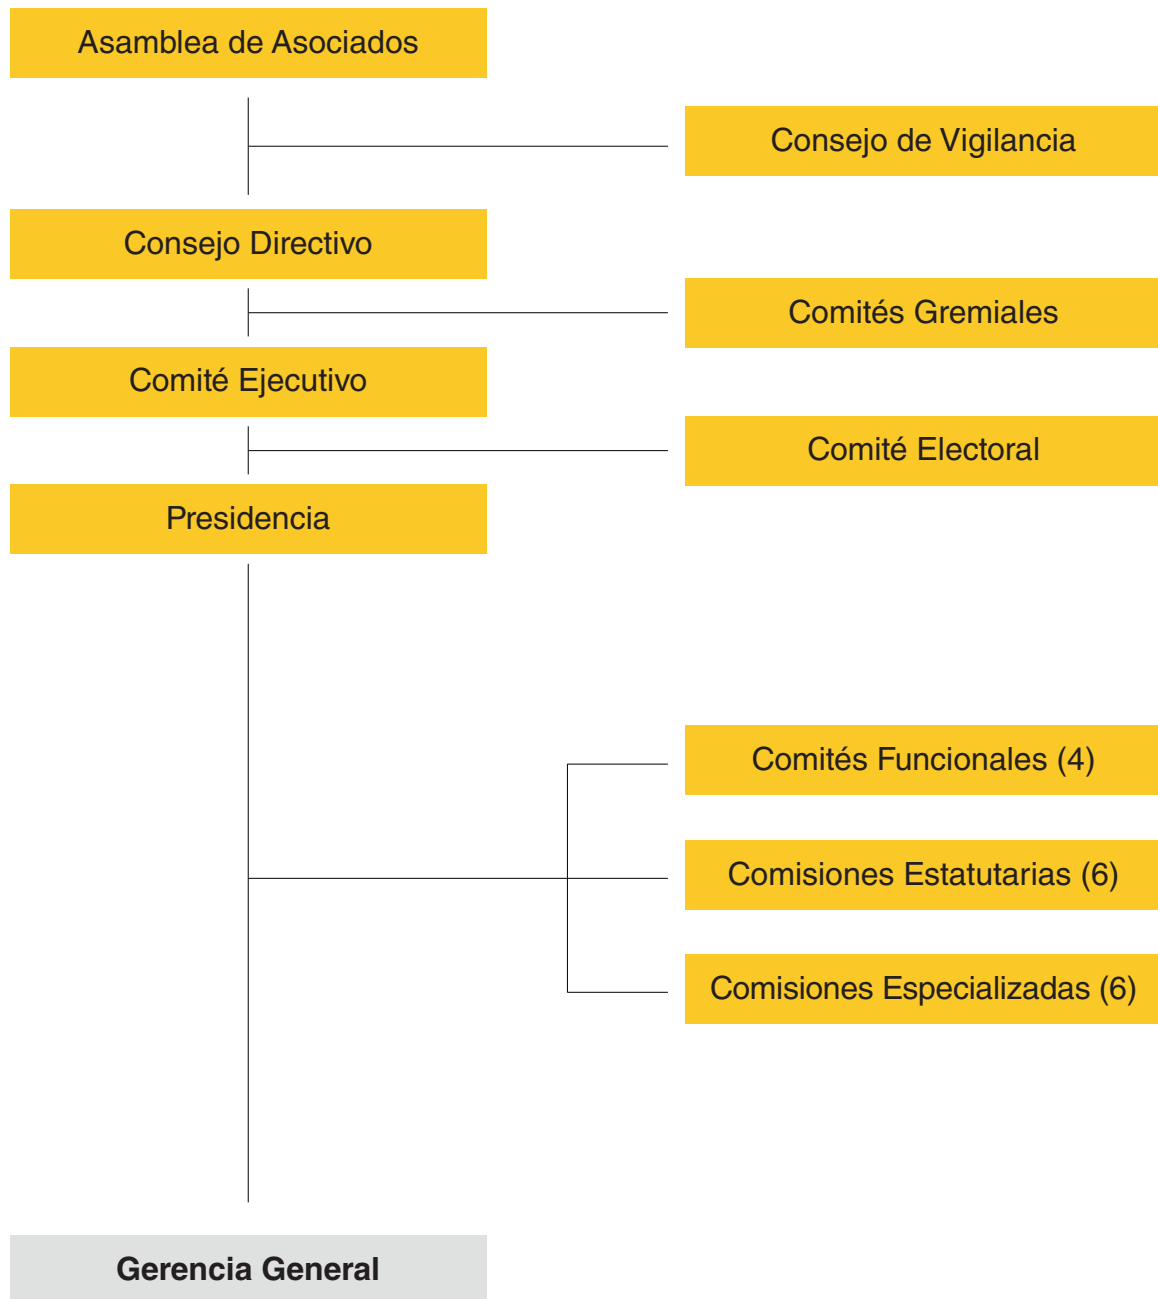 Asamblea de Asociados
Consejo de Vigilancia
Consejo Directivo
Comités Gremiales
Comité Ejecutivo
Comité Electoral
Presidencia
Comités Funcionales (4)
Comisiones Estatutarias (6)
Comisiones Especializadas (6)
Gerencia General